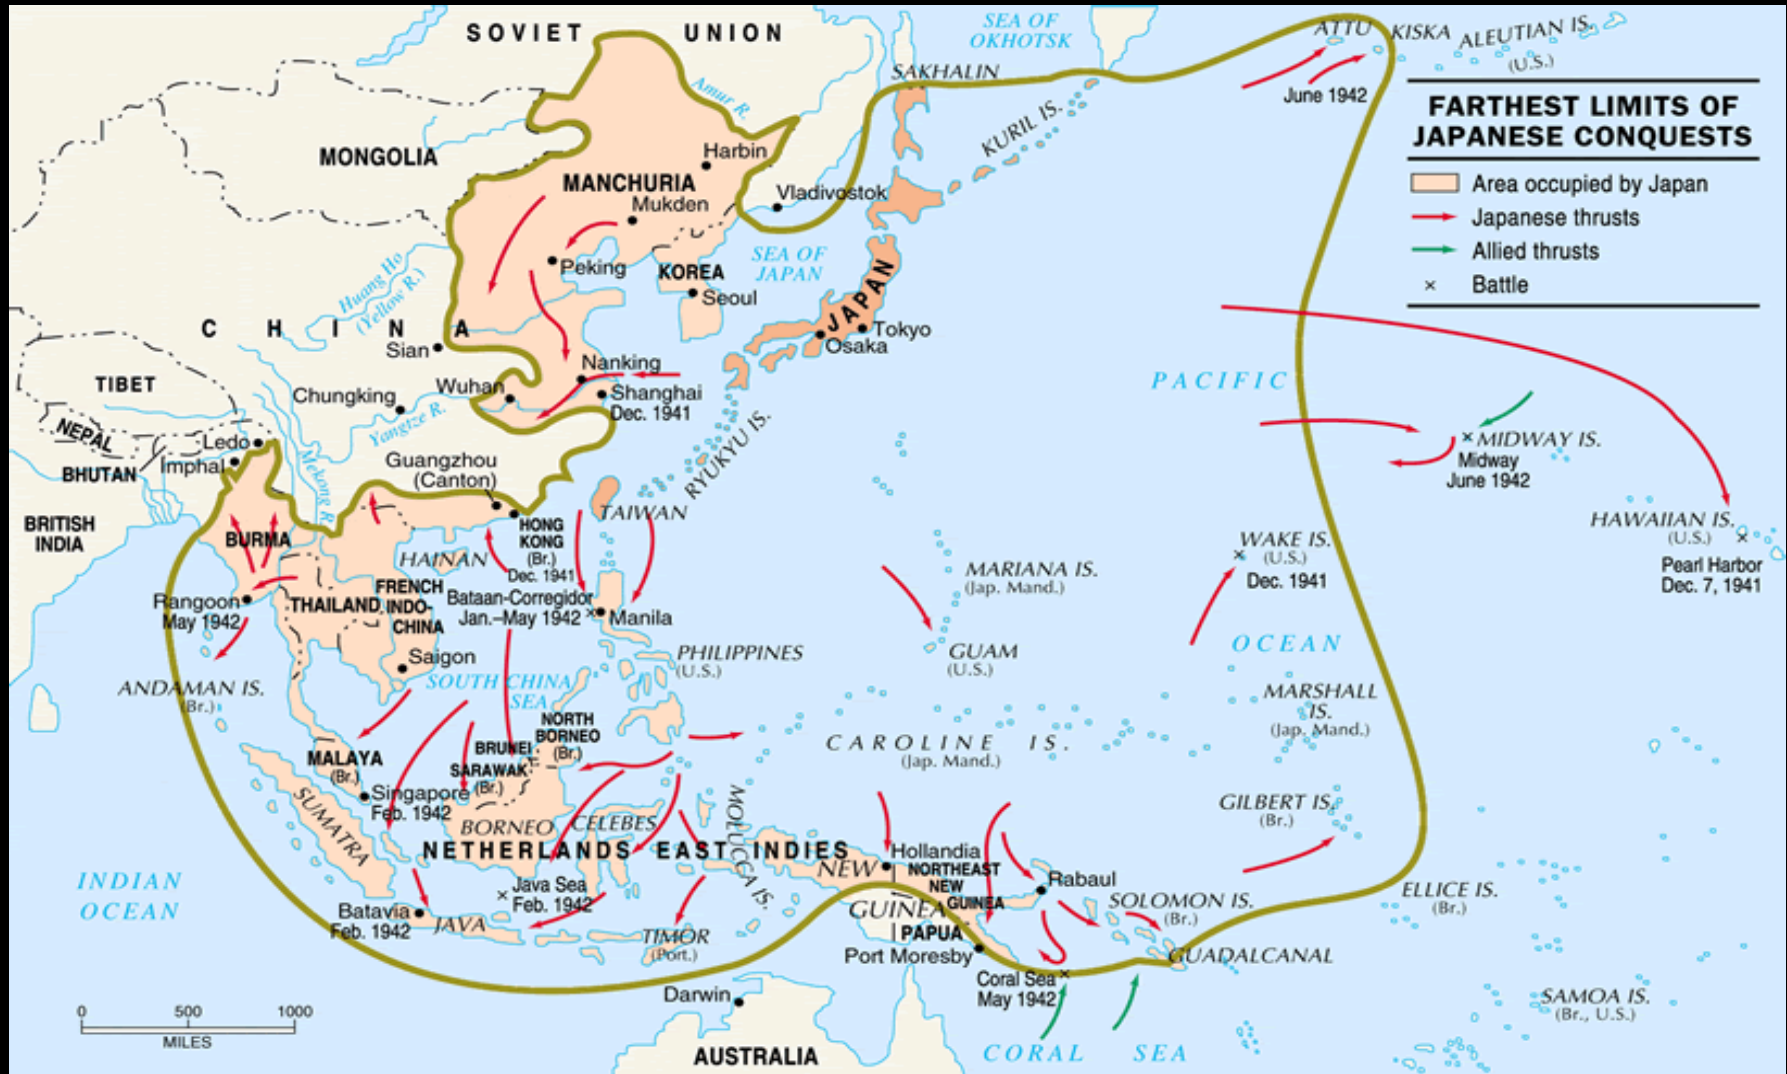 SOVIET UNION
SEA OF
OKHOTSK
ATTU
KISKA
ALEUTIAN IS.
(U.S.)
June 1942
SAKHALIN
KURIL IS.
Amur R.
FARTHEST LIMITS OF
JAPANESE CONQUESTS
Area occupied by Japan
Japanese thrusts
Allied thrusts
Battle
MONGOLIA
MANCHURIA
Harbin
Mukden
Vladivostok
Peking
KOREA
Seoul
SEA OF
JAPAN
JAPAN
Tokyo
Osaka
Huang Ho
(Yellow R.)
CHINA
Sian
Nanking
Shanghai
Dec. 1941
Wuhan
Chungking
Yangtze R.
TIBET
NEPAL
BHUTAN
Ledo
Imphal
Mekong R.
BRITISH
INDIA
Guangzhou
(Canton)
HONG
KONG
(Br.)
Dec. 1941
TAIWAN
RYUKYU IS.
PACIFIC
OCEAN
MIDWAY IS.
Midway
June 1942
HAWAIIAN IS.
(U.S.)
Pearl Harbor
Dec. 7, 1941
WAKE IS.
(U.S.)
Dec. 1941
BURMA
HAINAN
Rangoon
May 1942
THAILAND
FRENCH
INDO-
CHINA
Saigon
Bataan-Corregidor
Jan.–May 1942
Manila
PHILIPPINES
(U.S.)
MARIANA IS.
(Jap. Mand.)
GUAM
(U.S.)
MARSHALL
IS.
(Jap. Mand.)
ANDAMAN IS.
(Br.)
SOUTH CHINA
SEA
NORTH
BORNEO
(Br.)
BRUNEI
SARAWAK
(Br.)
MALAYA
(Br.)
Singapore
Feb. 1942
SUMATRA
BORNEO
CELEBES
MOLUCCA IS.
CAROLINE IS.
(Jap. Mand.)
GILBERT IS.
(Br.)
NETHERLANDS EAST INDIES
Java Sea
Feb. 1942
Batavia
Feb. 1942
JAVA
TIMOR
(Port.)
NEW
GUINEA
Hollandia
NORTHEAST
NEW
GUINEA
PAPUA
Port Moresby
Rabaul
SOLOMON IS.
(Br.)
GUADALCANAL
ELLICE IS.
(Br.)
Coral Sea
May 1942
INDIAN
OCEAN
Darwin
AUSTRALIA
CORAL SEA
SAMOA IS.
(Br., U.S.)
0 500 1000
MILES